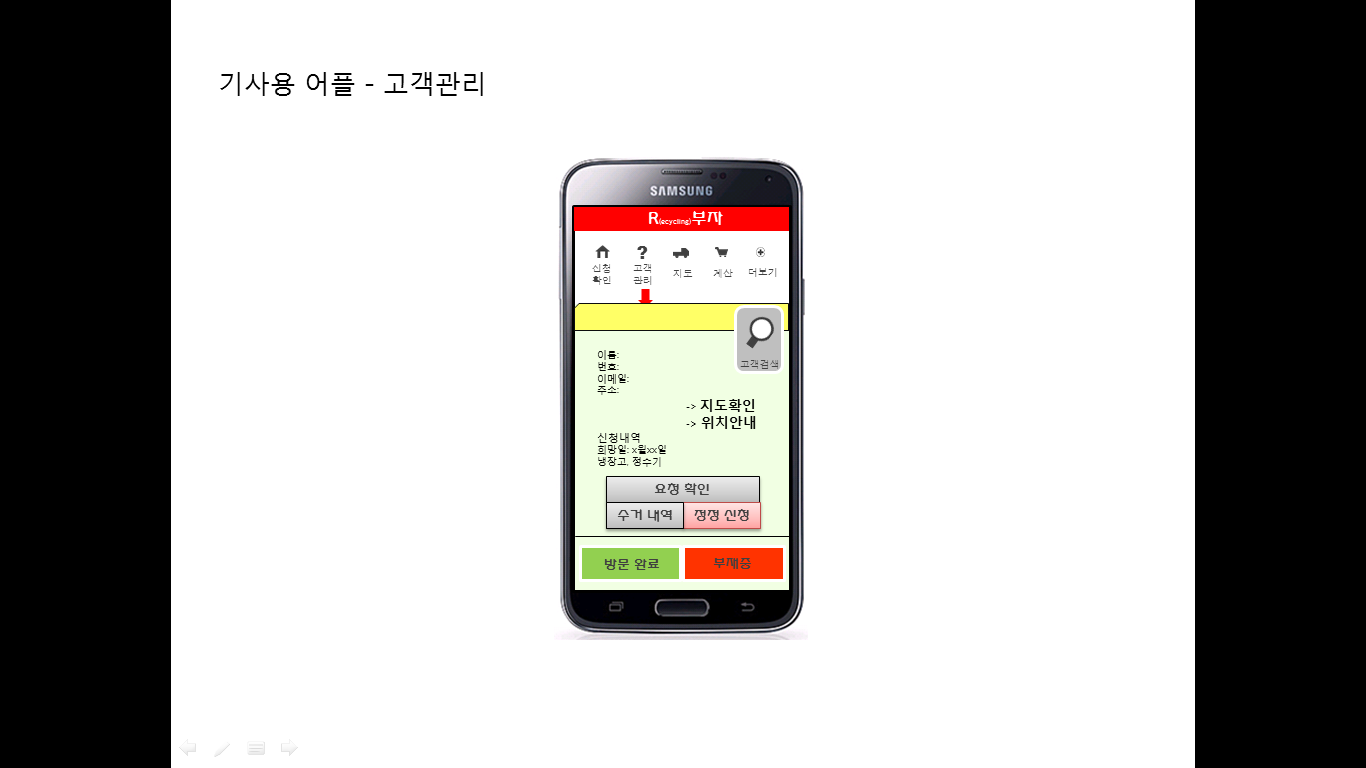 기사용 어플 - 고객관리
SAMSUNG
R(ecycling)부자
신청
확인
고객
관리
지도
계산
더보기
고객검색
이름:
번호:
이메일:
주소:
-> 지도확인
-> 위치안내
신청내역
희망일: x월xx일
냉장고, 정수기
요청 확인
수거 내역
정정 신청
방문 완료
부재중